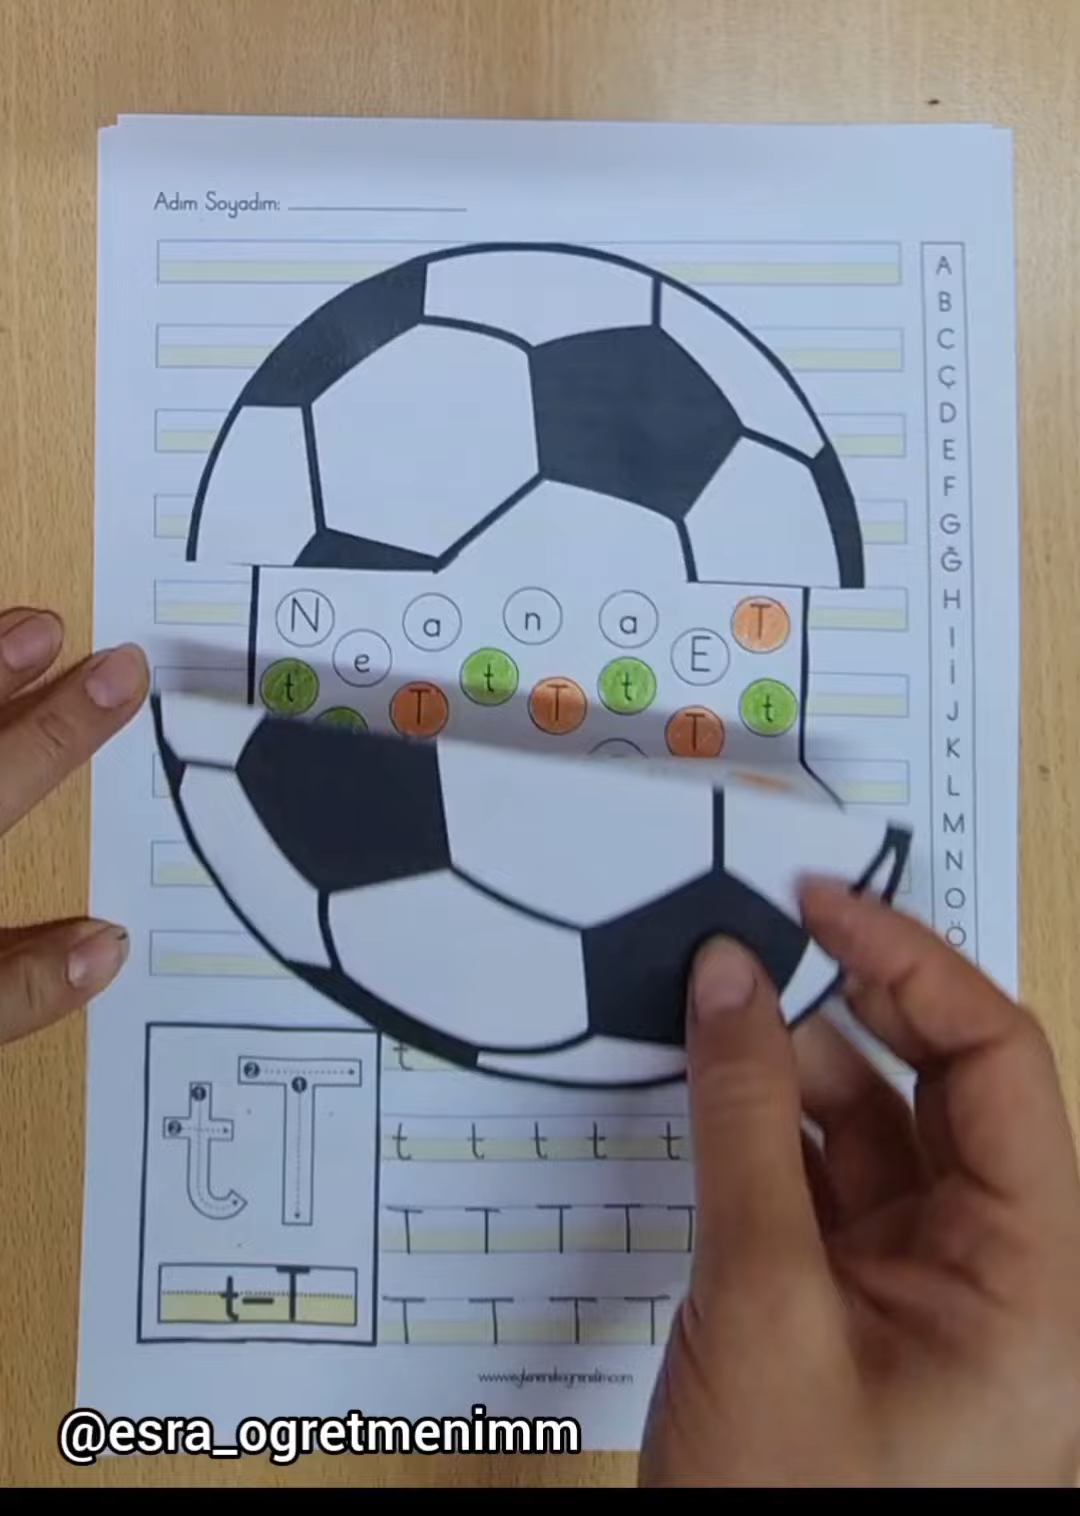 Adım Soyadım:
A
B
C
Ç
D
E
F
G
Ğ
H
I
İ
J
K
L
M
N
O
Ö
N a n a T
e E
t T t T t T t
t
t t t t t
T T T T T
T T T T
t-T
@esra_ogretmenimm